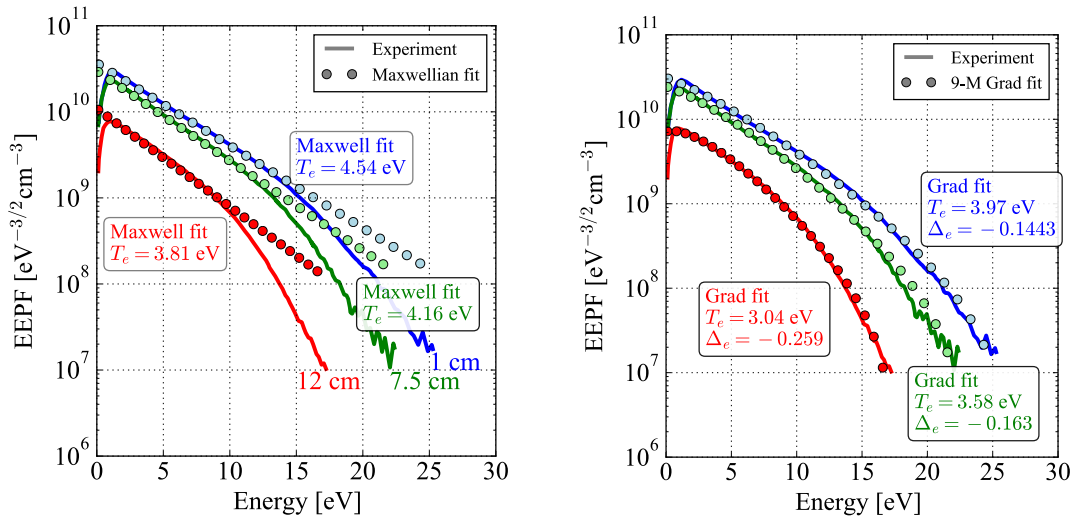 10^{11}
10^{10}
10^{9}
10^{8}
10^{7}
10^{6}
EEPF [eV^{-3/2}cm^{-3}]
Experiment
Maxwellian fit
Maxwell fit
T_e = 4.54 eV
Maxwell fit
T_e = 3.81 eV
Maxwell fit
T_e = 4.16 eV
12 cm
7.5 cm
1 cm
0 5 10 15 20 25 30
Energy [eV]
10^{11}
10^{10}
10^{9}
10^{8}
10^{7}
10^{6}
EEPF [eV^{-3/2}cm^{-3}]
Experiment
9-M Grad fit
Grad fit
T_e = 3.97 eV
Δ_e = −0.1443
Grad fit
T_e = 3.04 eV
Δ_e = −0.259
Grad fit
T_e = 3.58 eV
Δ_e = −0.163
0 5 10 15 20 25 30
Energy [eV]